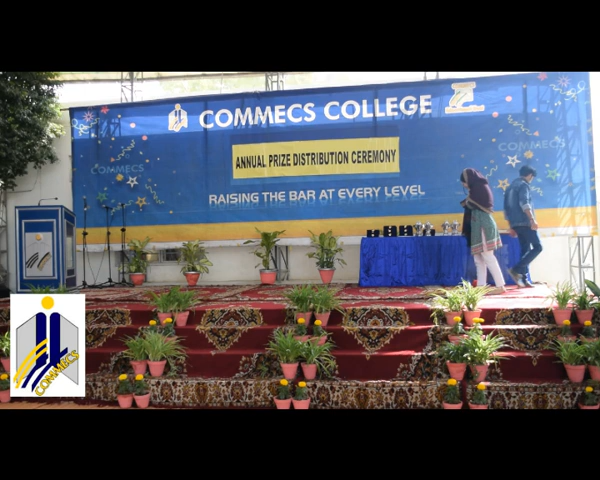 COMMECS COLLEGE
ANNUAL PRIZE DISTRIBUTION CEREMONY
COMMECS
COMMECS
RAISING THE BAR AT EVERY LEVEL
COMMECS